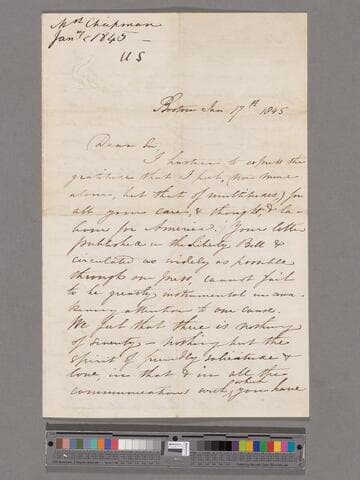 Mrs Chapman
Jany 1845 -
US
Boston Jan 17th 1845
Dear Sir,
I hasten to express the
gratitude that I feel, (nor mine
alone, but that of multitudes,) for
all your care, & thought, & la-
bour for America. Your letter
published in the Liberty Bell &
circulated as widely as possible
through our press, cannot fail
to be greatly instrumental in awa-
kening attention to our cause.
We feel that there is nothing
of severity - nothing but the
spirit of friendly solicitude &
love, in that & in all the
communications with which you have